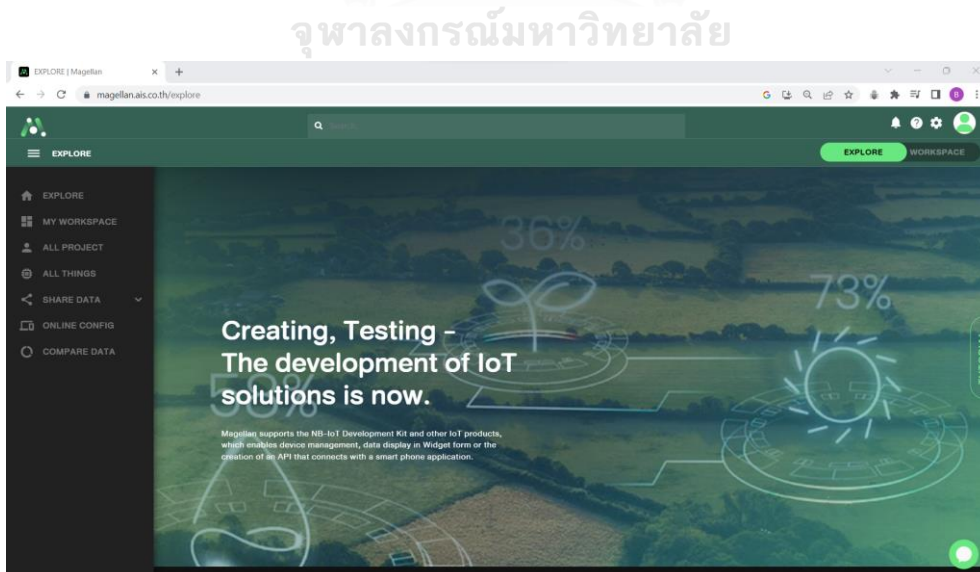 จุฬาลงกรณ์มหาวิทยาลัย
EXPLORE | Magellan
magellan.ais.co.th/explore
Search
EXPLORE
EXPLORE WORKSPACE
EXPLORE
MY WORKSPACE
ALL PROJECT
ALL THINGS
SHARE DATA
ONLINE CONFIG
COMPARE DATA
36%
73%
58%
Creating, Testing –
The development of IoT
solutions is now.
Magellan supports the NB-IoT Development Kit and other IoT products,
which enables device management, data display in Widget form or the
creation of an API that connects with a smart phone application.